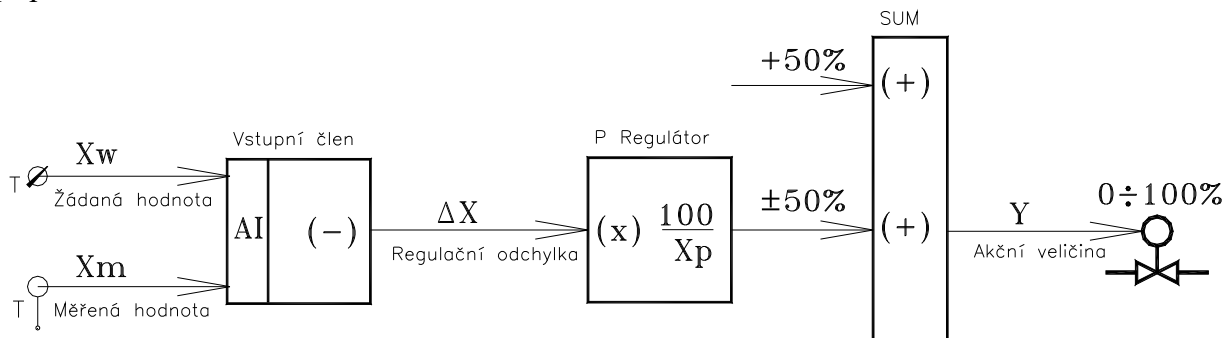 SUM
+50%
(+)
Vstupní člen
P Regulátor
Xw
T
Žádaná hodnota
AI
(-)
ΔX
Regulační odchylka
(x)
100
Xp
±50%
(+)
Y
Akční veličina
0÷100%
Xm
T
Měřená hodnota